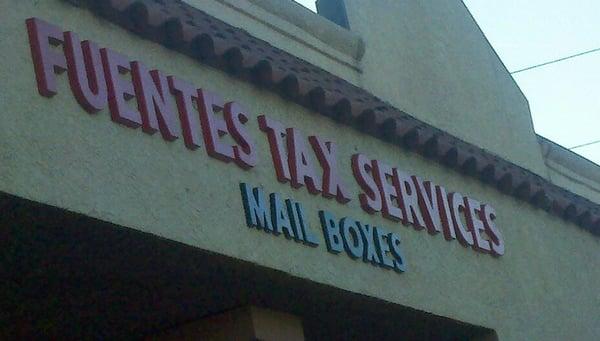 FUENTES TAX SERVICES
MAIL BOXES